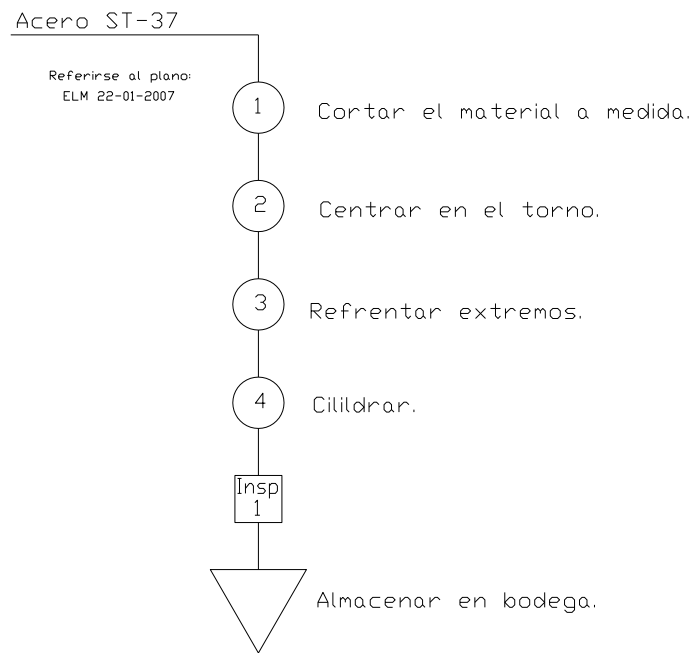 Acero ST-37
Referirse al plano:
ELM 22-01-2007
1
Cortar el material a medida.
2
Centrar en el torno.
3
Refrentar extremos.
4
Cilildrar.
Insp
1
Almacenar en bodega.